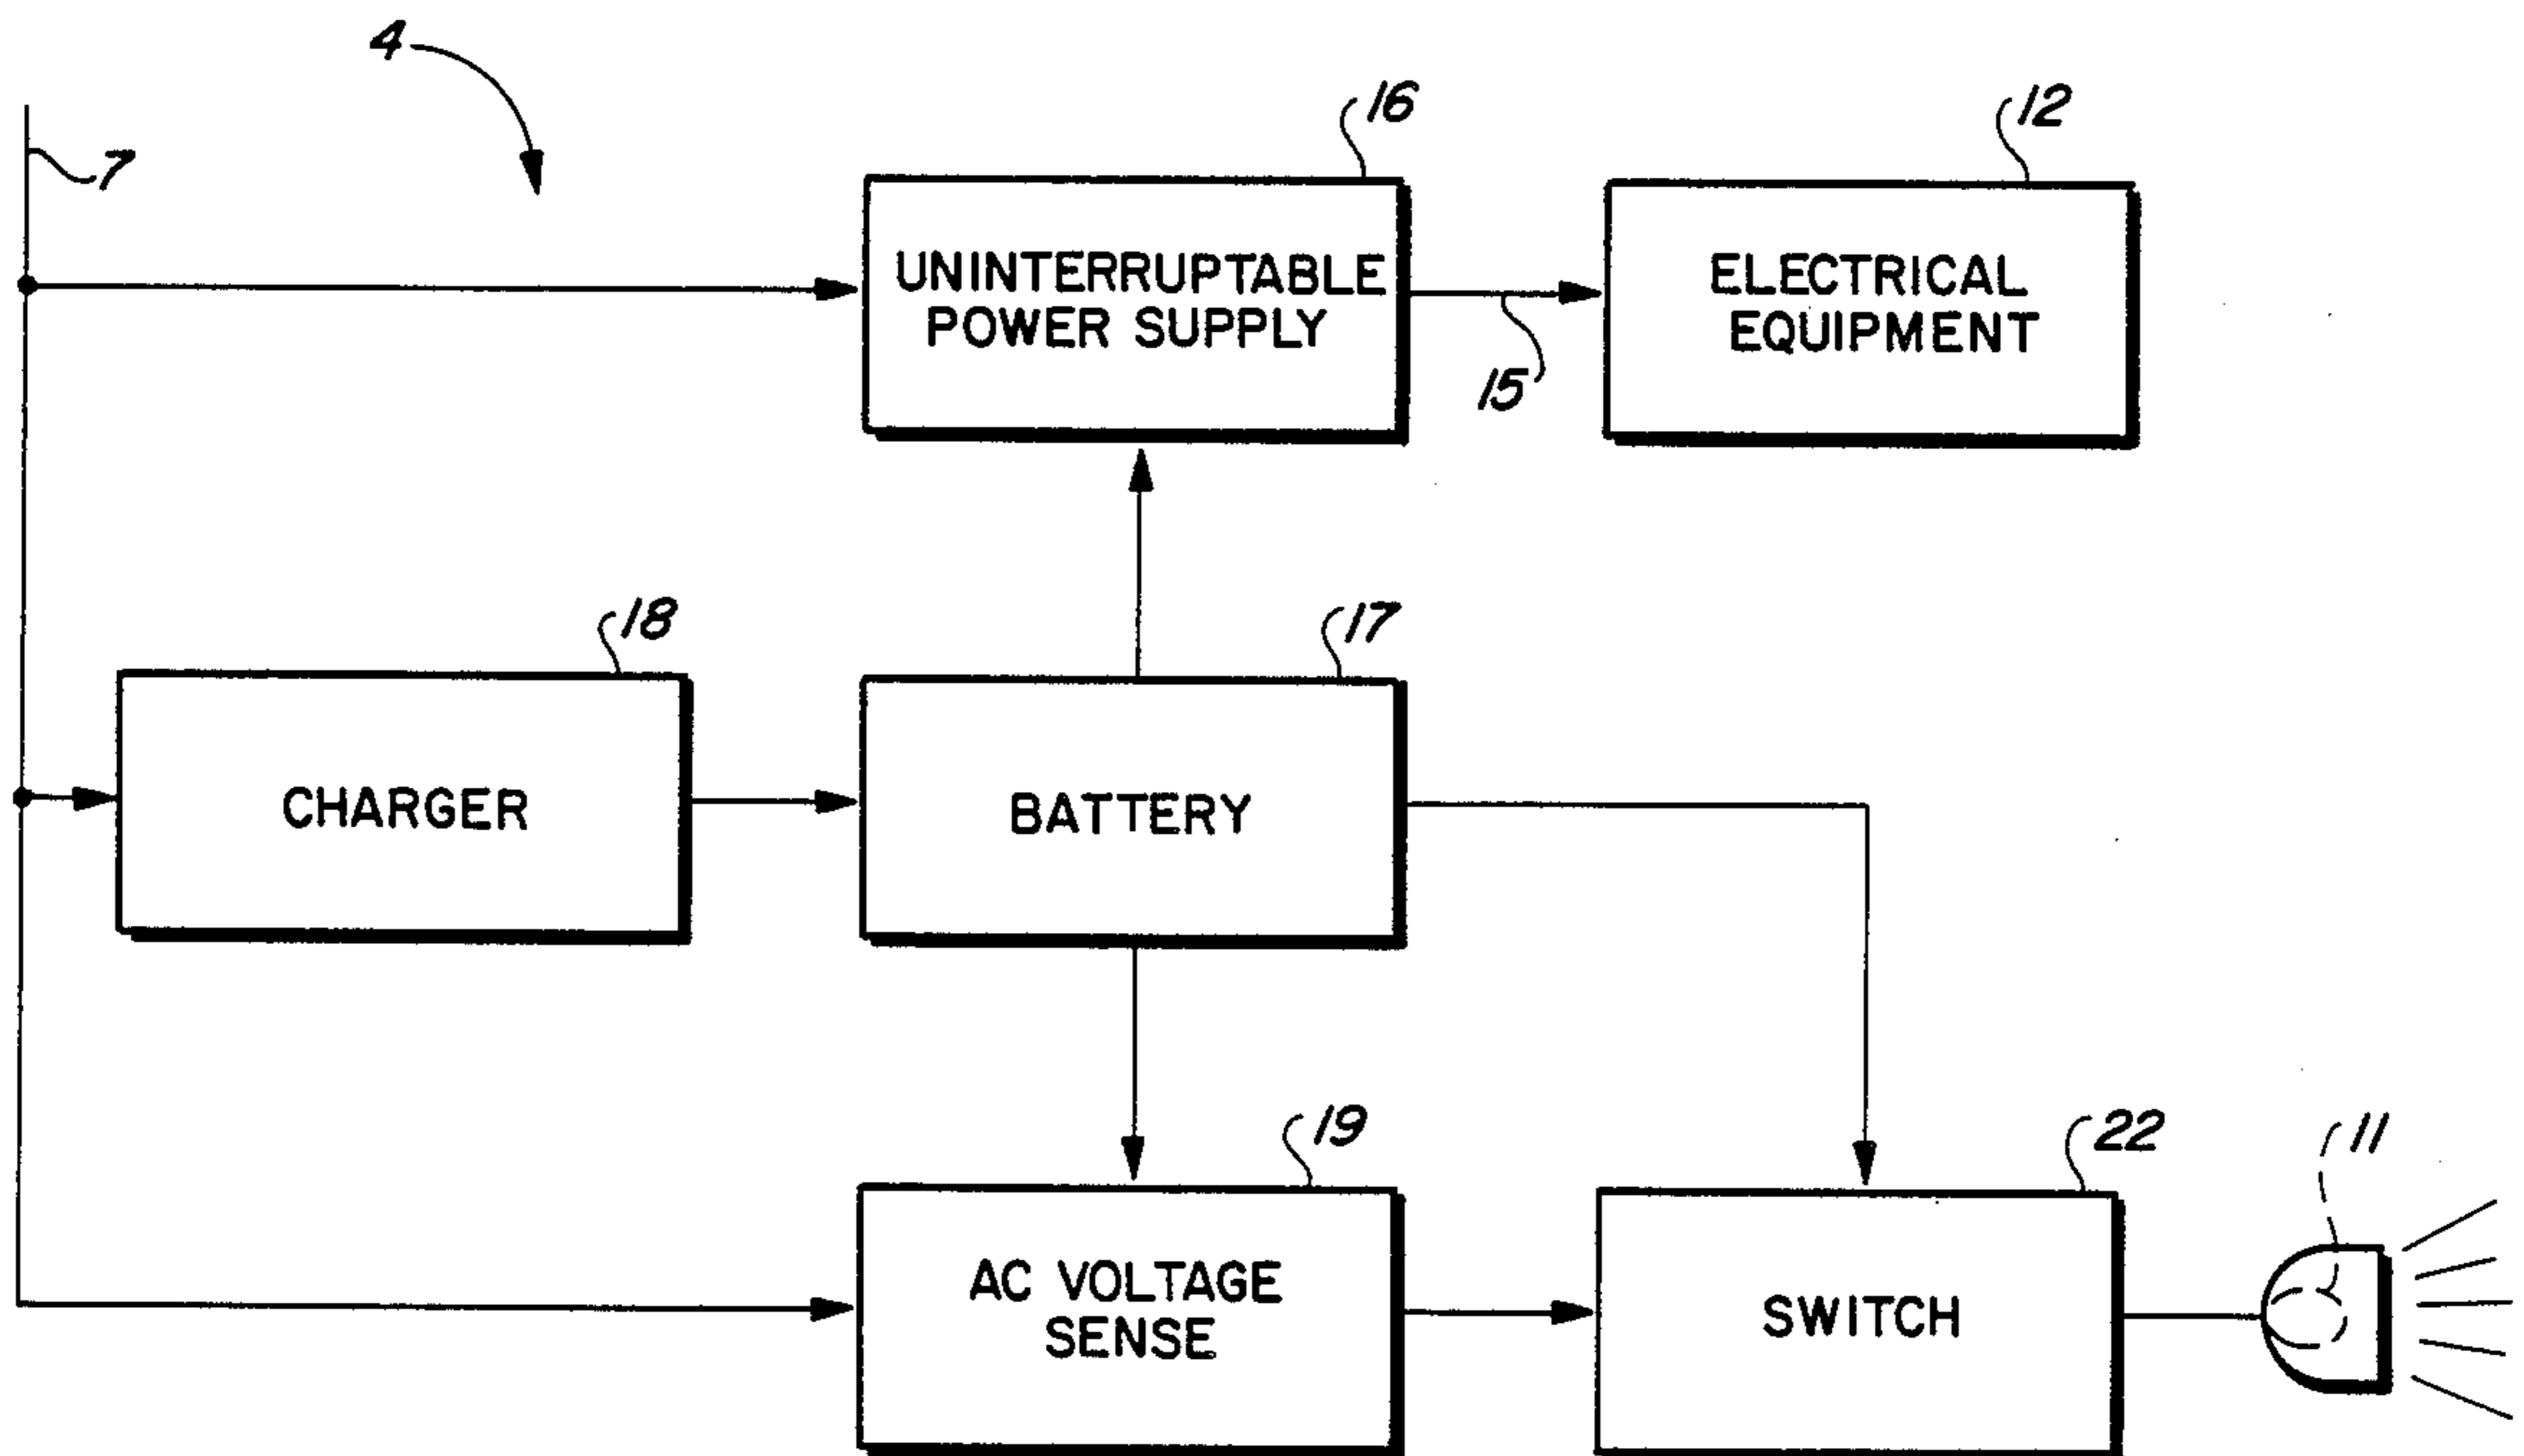 4
7
16
12
UNINTERRUPTABLE
POWER SUPPLY
ELECTRICAL
EQUIPMENT
15
18
17
CHARGER
BATTERY
19
22
11
AC VOLTAGE
SENSE
SWITCH